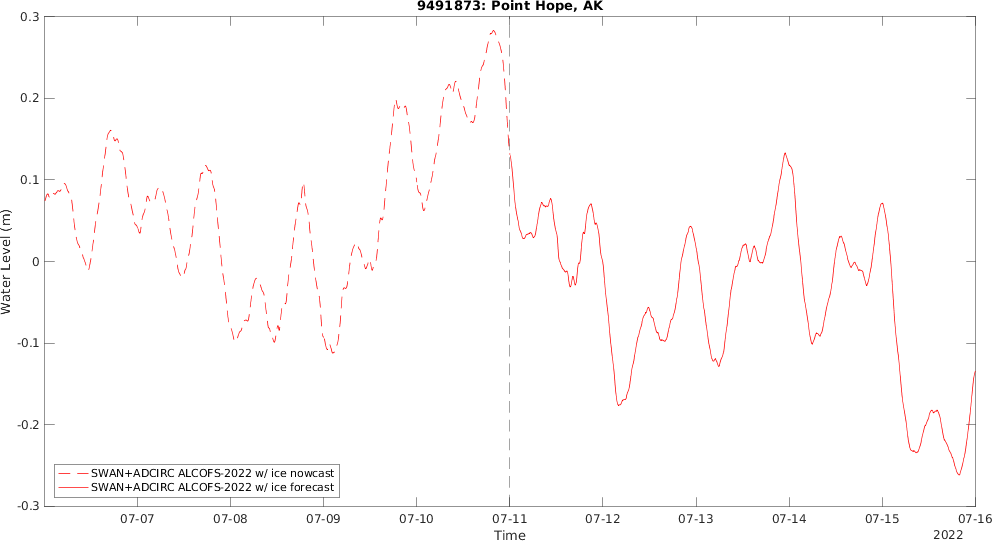 9491873: Point Hope, AK
0.3
0.2
0.1
0
-0.1
-0.2
-0.3
Water Level (m)
SWAN+ADCIRC ALCOFS-2022 w/ ice nowcast
SWAN+ADCIRC ALCOFS-2022 w/ ice forecast
07-07 07-08 07-09 07-10 07-11 07-12 07-13 07-14 07-15 07-16
Time
2022